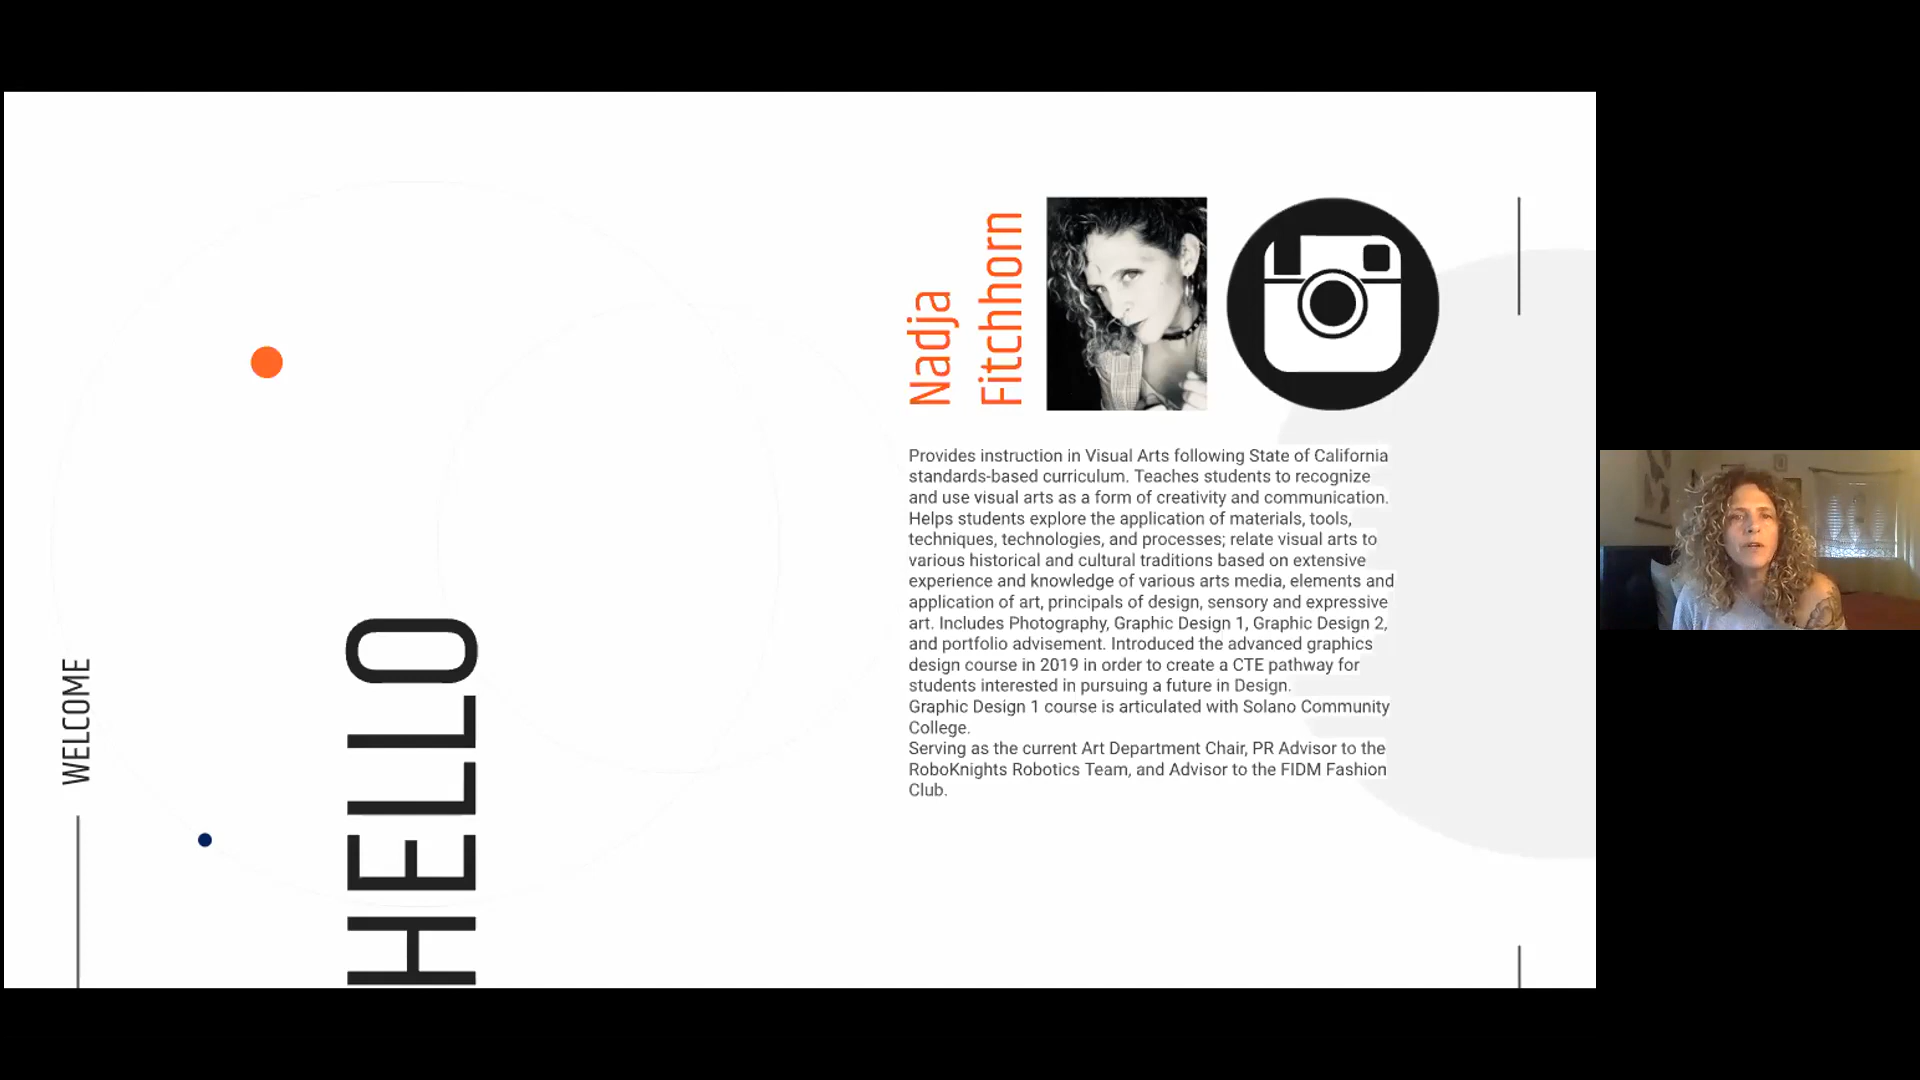 WELCOME
HELLO
Nadja
Fitchhorn
Provides instruction in Visual Arts following State of California
standards-based curriculum. Teaches students to recognize
and use visual arts as a form of creativity and communication.
Helps students explore the application of materials, tools,
techniques, technologies, and processes; relate visual arts to
various historical and cultural traditions based on extensive
experience and knowledge of various arts media, elements and
application of art, principals of design, sensory and expressive
art. Includes Photography, Graphic Design 1, Graphic Design 2,
and portfolio advisement. Introduced the advanced graphics
design course in 2019 in order to create a CTE pathway for
students interested in pursuing a future in Design.
Graphic Design 1 course is articulated with Solano Community
College.
Serving as the current Art Department Chair, PR Advisor to the
RoboKnights Robotics Team, and Advisor to the FIDM Fashion
Club.